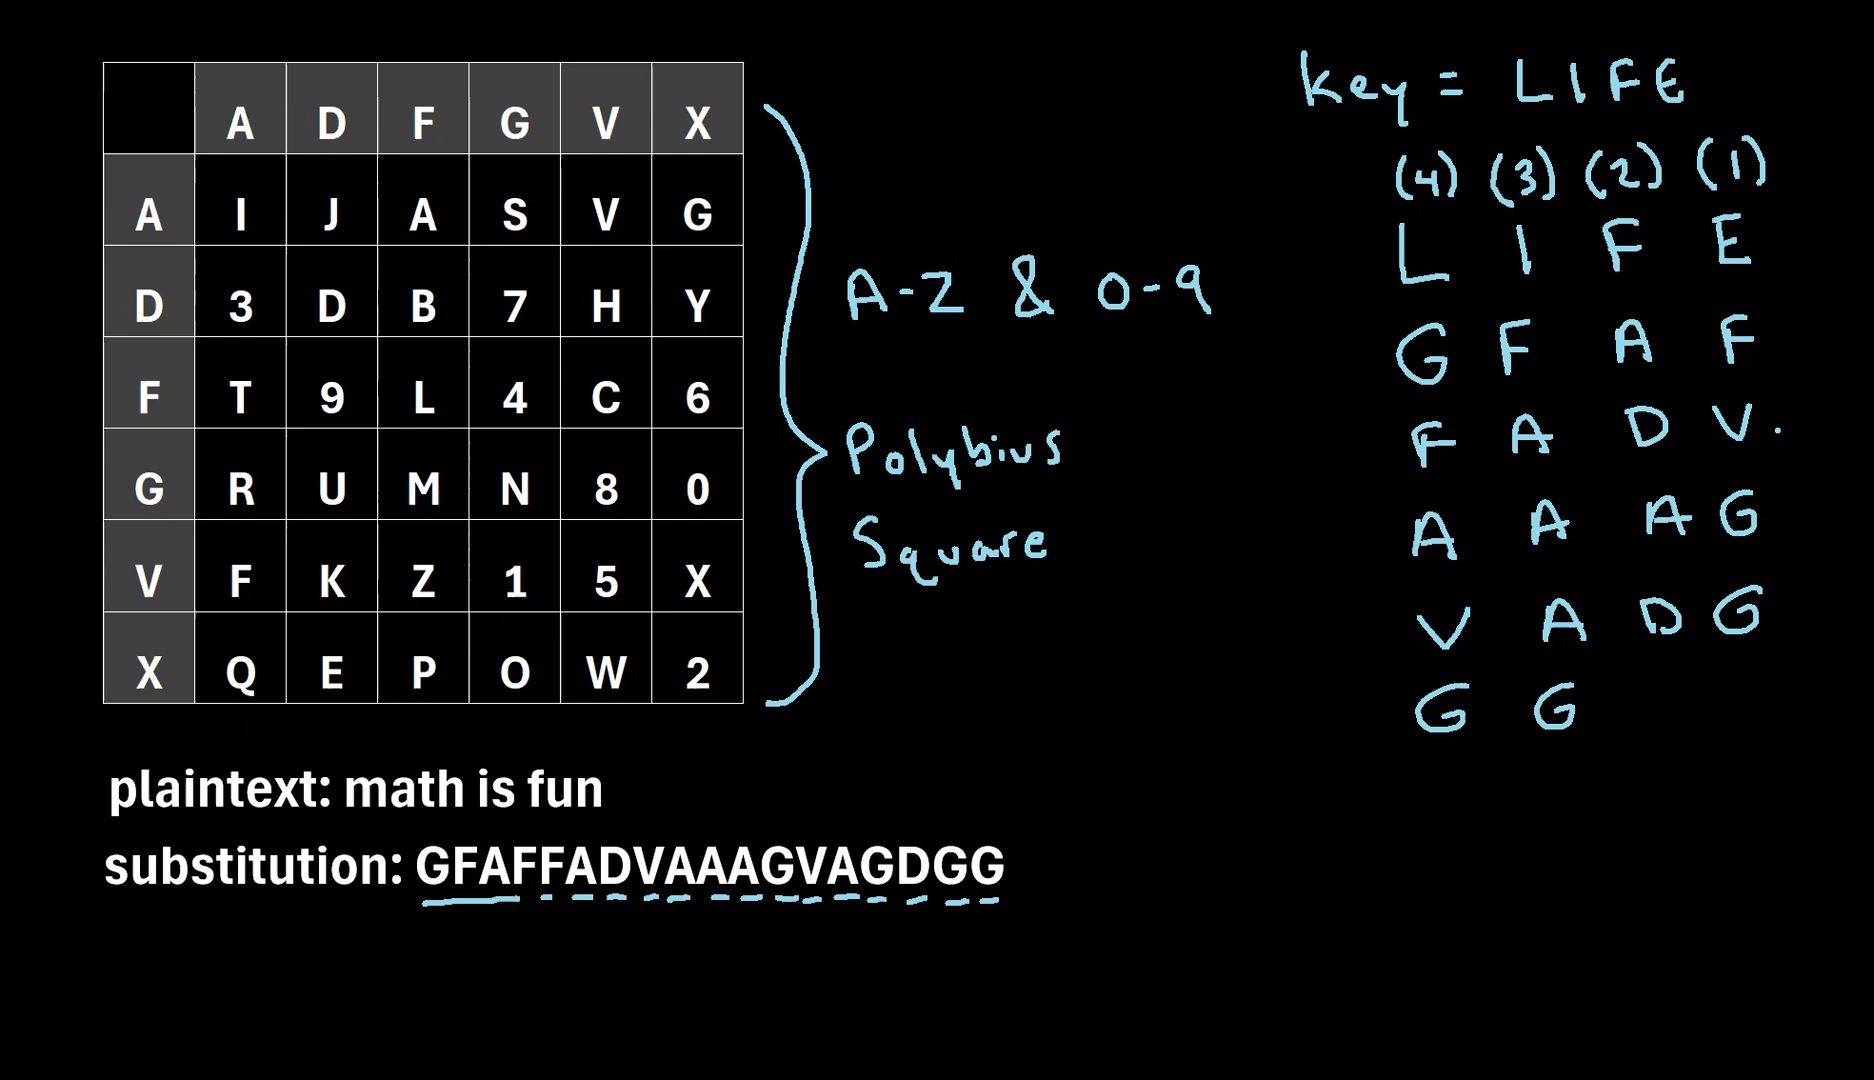 A D F G V X
A I J A S V G
D 3 D B 7 H Y
F T 9 L 4 C 6
G R U M N 8 0
V F K Z 1 5 X
X Q E P O W 2
A-Z & 0-9
Polybius
Square
key = LIFE
(4) (3) (2) (1)
L I F E
G F A F
F A D V.
A A A G
V A D G
G G
plaintext: math is fun
substitution: GFAFFADVAAAGVAGDGG